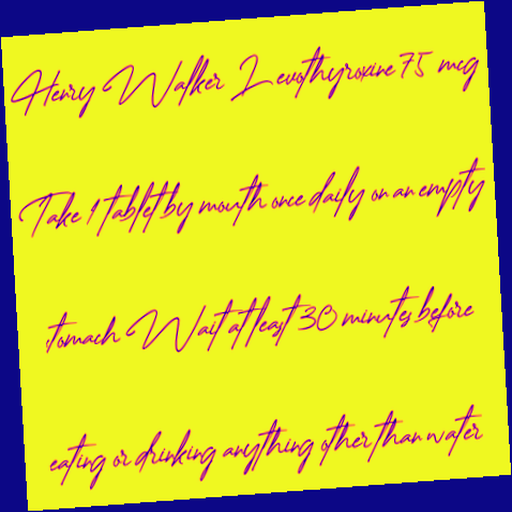 Henry Walker Levothyroxine 75 mcg
Take 1 tablet by mouth once daily on an empty
stomach Wait at least 30 minutes before
eating or drinking anything other than water